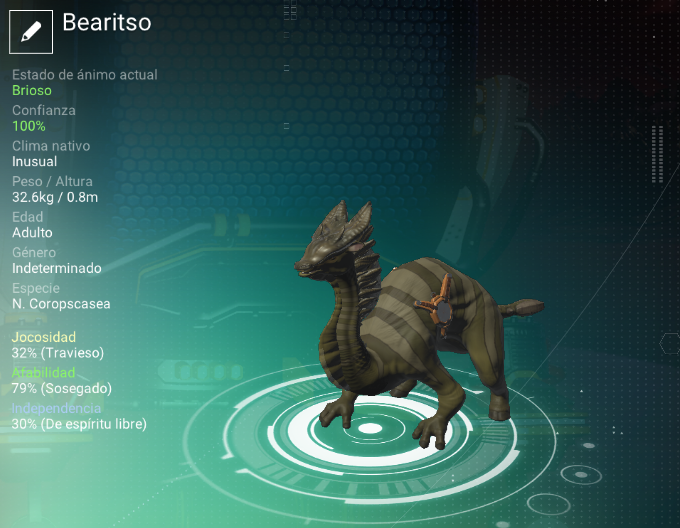 Bearitso
Estado de ánimo actual
Brioso
Confianza
100%
Clima nativo
Inusual
Peso / Altura
32.6kg / 0.8m
Edad
Adulto
Género
Indeterminado
Especie
N. Coropscasea
Jocosidad
32% (Travieso)
Afabilidad
79% (Sosegado)
Independencia
30% (De espíritu libre)